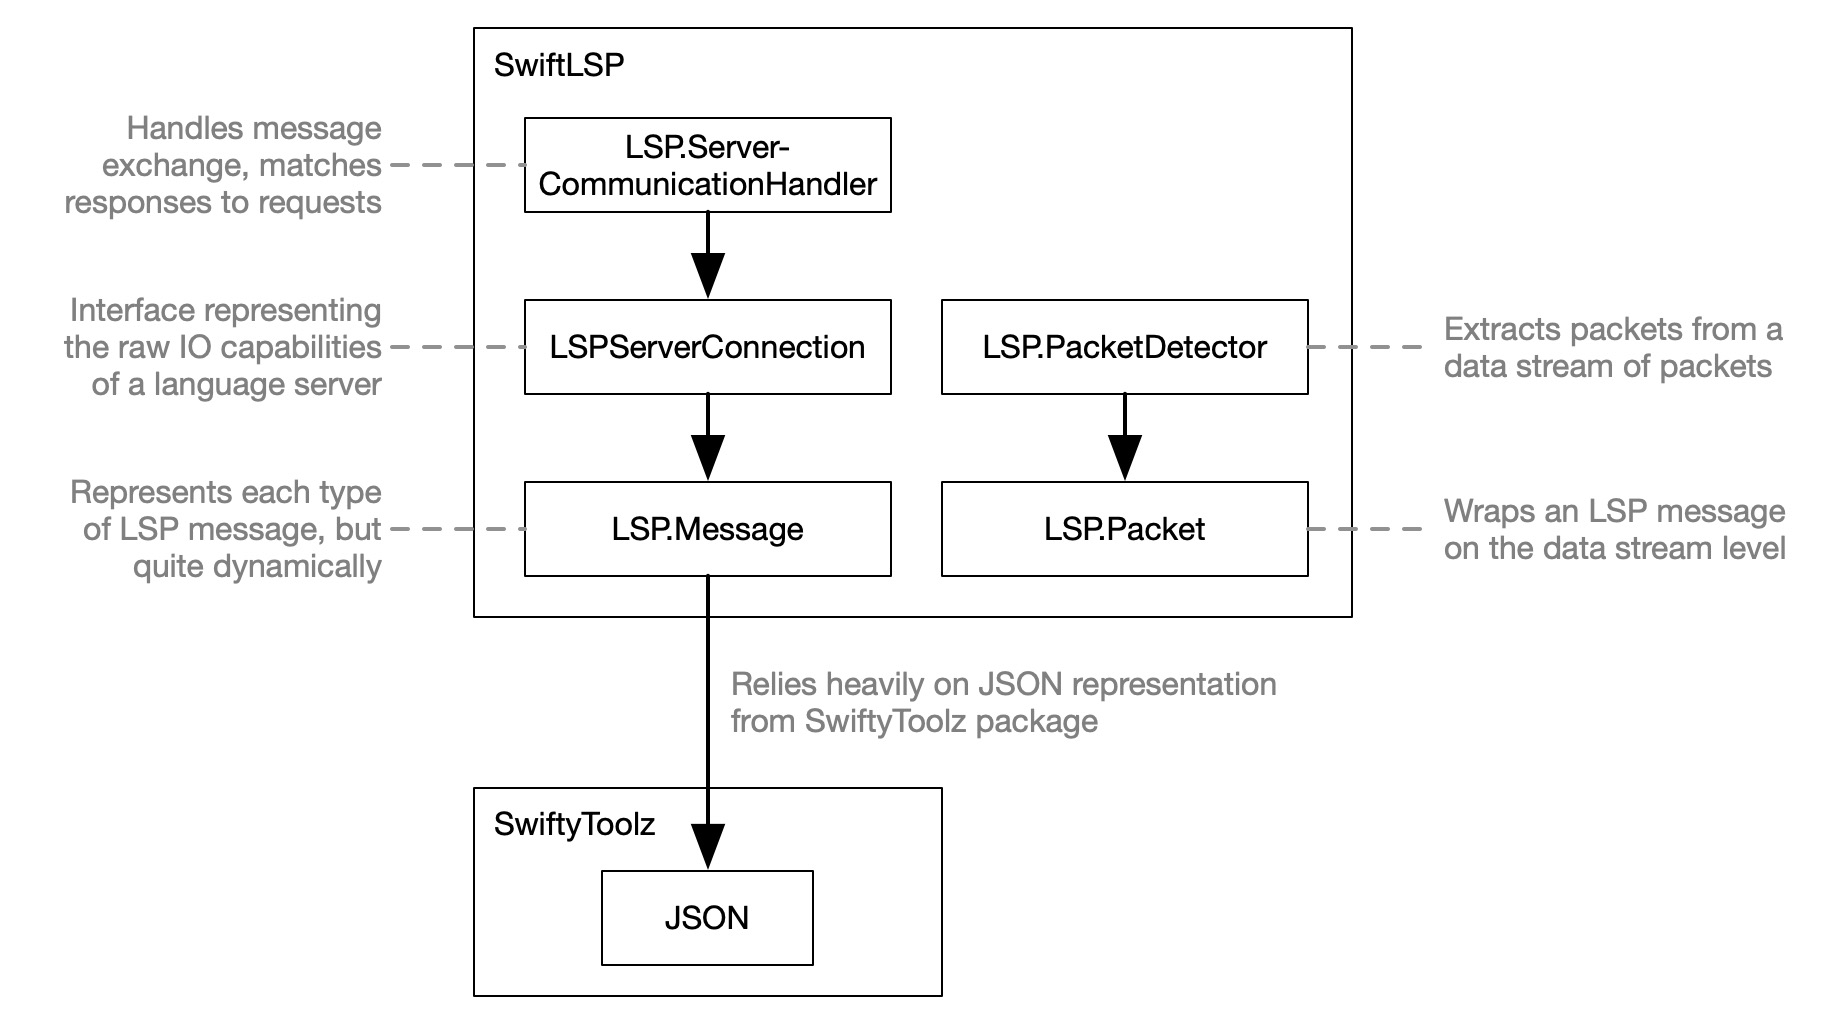 SwiftLSP
Handles message
exchange, matches
responses to requests
LSP.Server-
CommunicationHandler
Interface representing
the raw IO capabilities
of a language server
LSPServerConnection
LSP.PacketDetector
Extracts packets from a
data stream of packets
Represents each type
of LSP message, but
quite dynamically
LSP.Message
LSP.Packet
Wraps an LSP message
on the data stream level
Relies heavily on JSON representation
from SwiftyToolz package
SwiftyToolz
JSON